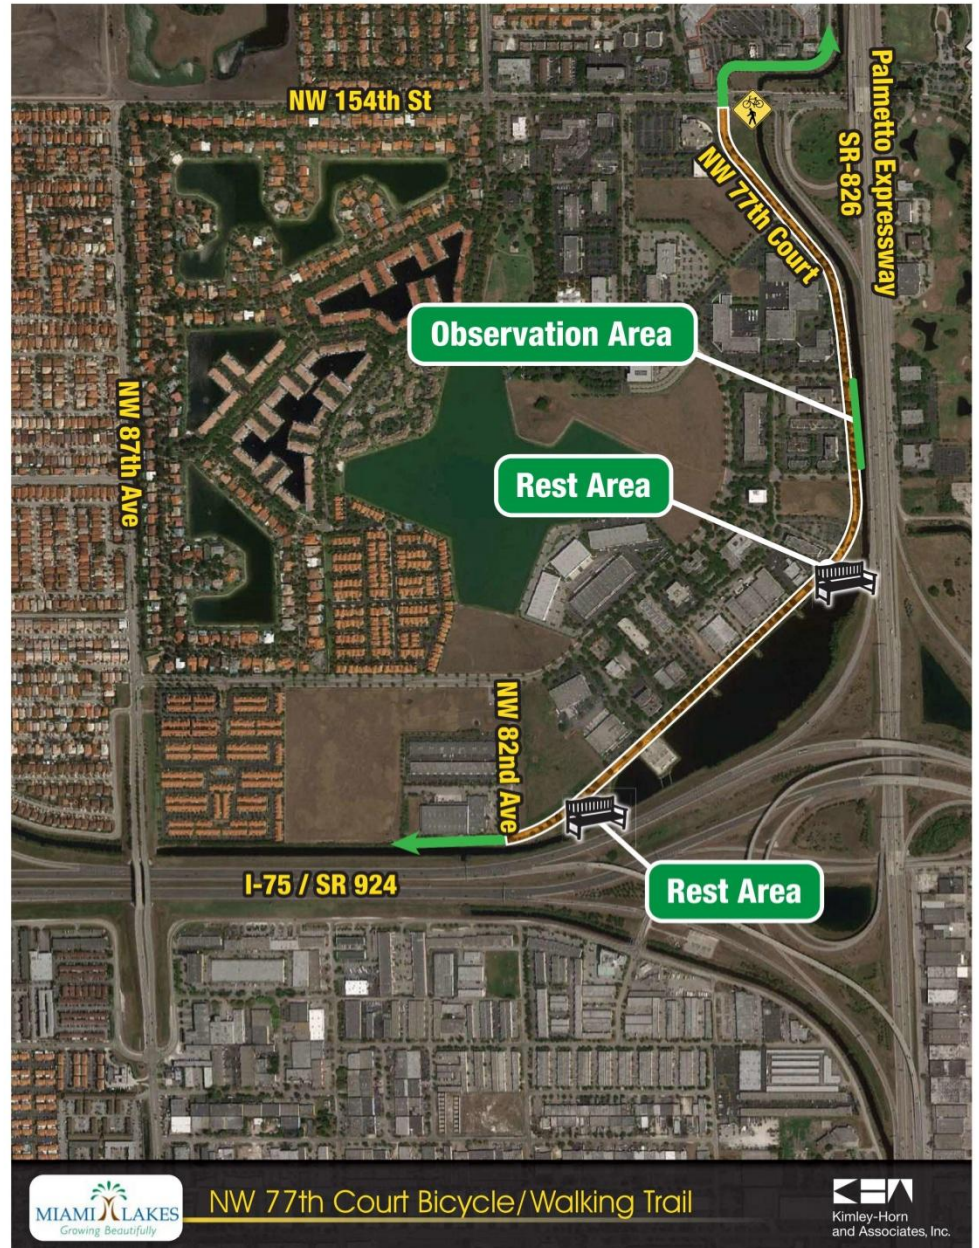 NW 154th St
Palmetto Expressway
SR-826
NW 77th Court
Observation Area
NW 87th Ave
Rest Area
NW 82nd Ave
I-75 / SR 924
Rest Area
MIAMI LAKES
Growing Beautifully
NW 77th Court Bicycle/Walking Trail
Kimley-Horn
and Associates, Inc.